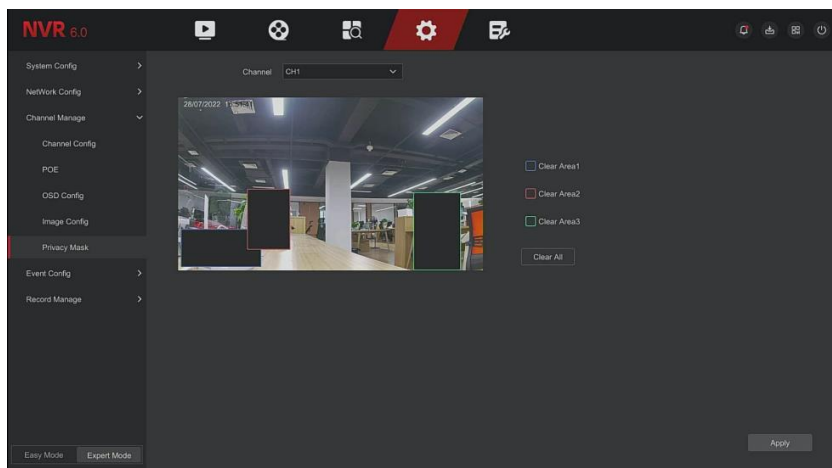 NVR 6.0
System Config
NetWork Config
Channel Manage
Channel Config
POE
OSD Config
Image Config
Privacy Mask
Event Config
Record Manage
Easy Mode
Expert Mode
Channel CH1
28/07/2022
Clear Area1
Clear Area2
Clear Area3
Clear All
Apply